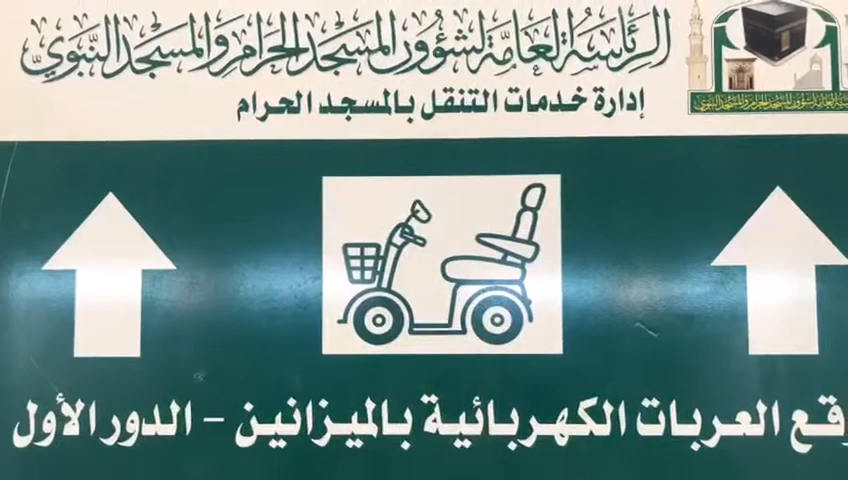 الرئاسة العامة لشؤون المسجد الحرام والمسجد النبوي
إدارة خدمات التنقل بالمسجد الحرام
العربات الكهربائية بالميزانين - الدور الأول